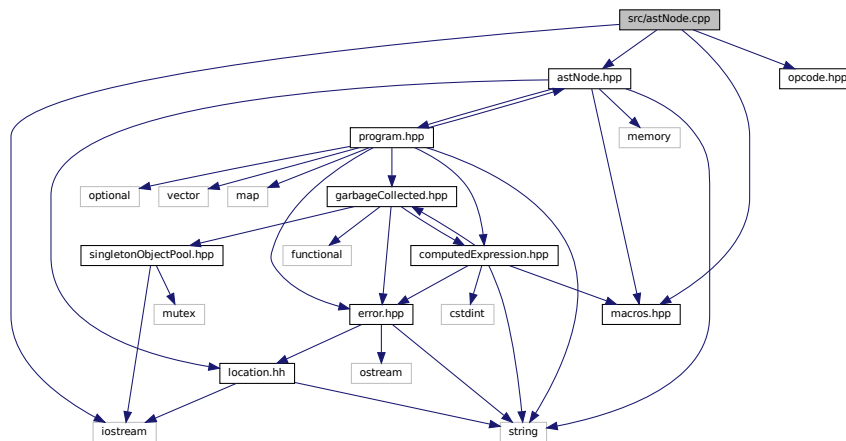 src/astNode.cpp
astNode.hpp
opcode.hpp
program.hpp
memory
optional
vector
map
garbageCollected.hpp
singletonObjectPool.hpp
functional
computedExpression.hpp
mutex
error.hpp
cstdint
macros.hpp
location.hh
ostream
iostream
string